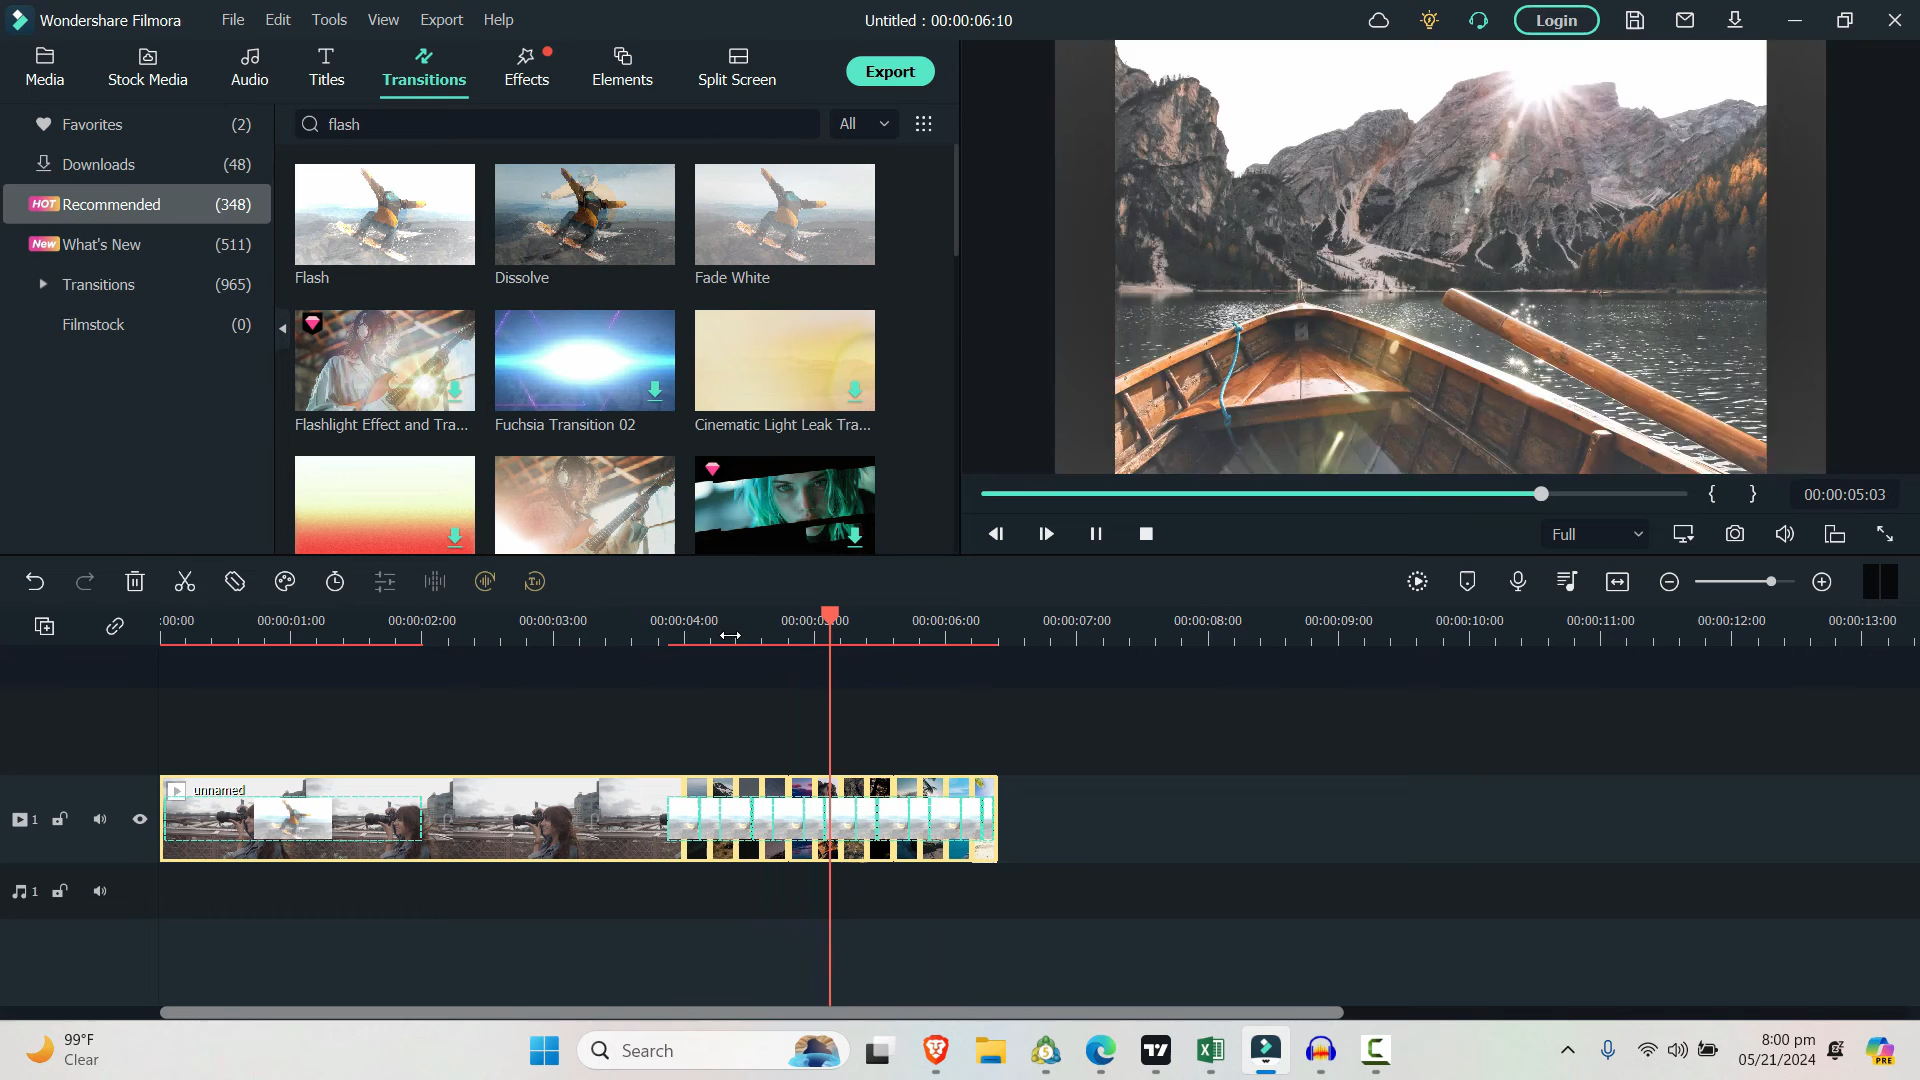 Wondershare Filmora File Edit Tools View Export Help Untitled : 00:00:06:10 Login
Media Stock Media Audio Titles Transitions Effects Elements Split Screen Export
Favorites (2)
Downloads (48)
HOT Recommended (348)
New What's New (511)
Transitions (965)
Filmstock (0)
flash All
Flash Dissolve Fade White
Flashlight Effect and Tra... Fuchsia Transition 02 Cinematic Light Leak Tra...
{ } 00:00:05:03
Full
:00:00 00:00:01:00 00:00:02:00 00:00:03:00 00:00:04:00 00:00:05:00 00:00:06:00 00:00:07:00 00:00:08:00 00:00:09:00 00:00:10:00 00:00:11:00 00:00:12:00 00:00:13:00
unnamed
1
1
99°F
Clear
Search
8:00 pm
05/21/2024
PRE